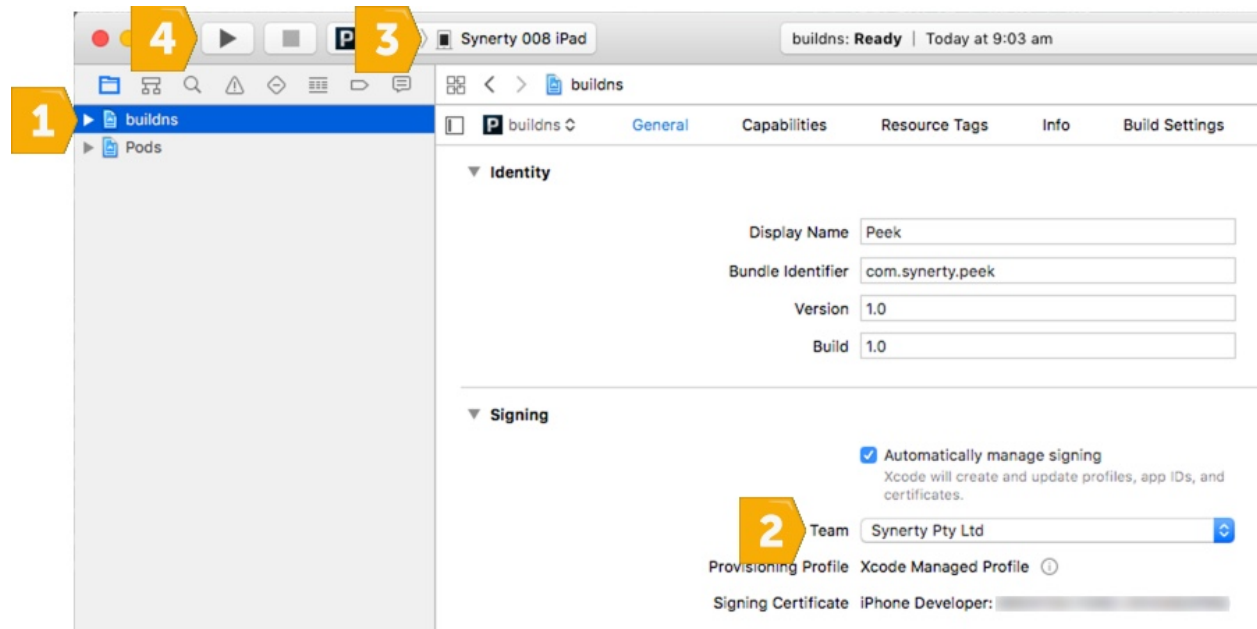 4
P
3
Synerty 008 iPad
buildns: Ready | Today at 9:03 am
buildns
1
buildns
Pods
P buildns
General
Capabilities
Resource Tags
Info
Build Settings
Identity
Display Name Peek
Bundle Identifier com.synerty.peek
Version 1.0
Build 1.0
Signing
Automatically manage signing
Xcode will create and update profiles, app IDs, and
certificates.
2
Team Synerty Pty Ltd
Provisioning Profile Xcode Managed Profile
Signing Certificate iPhone Developer: